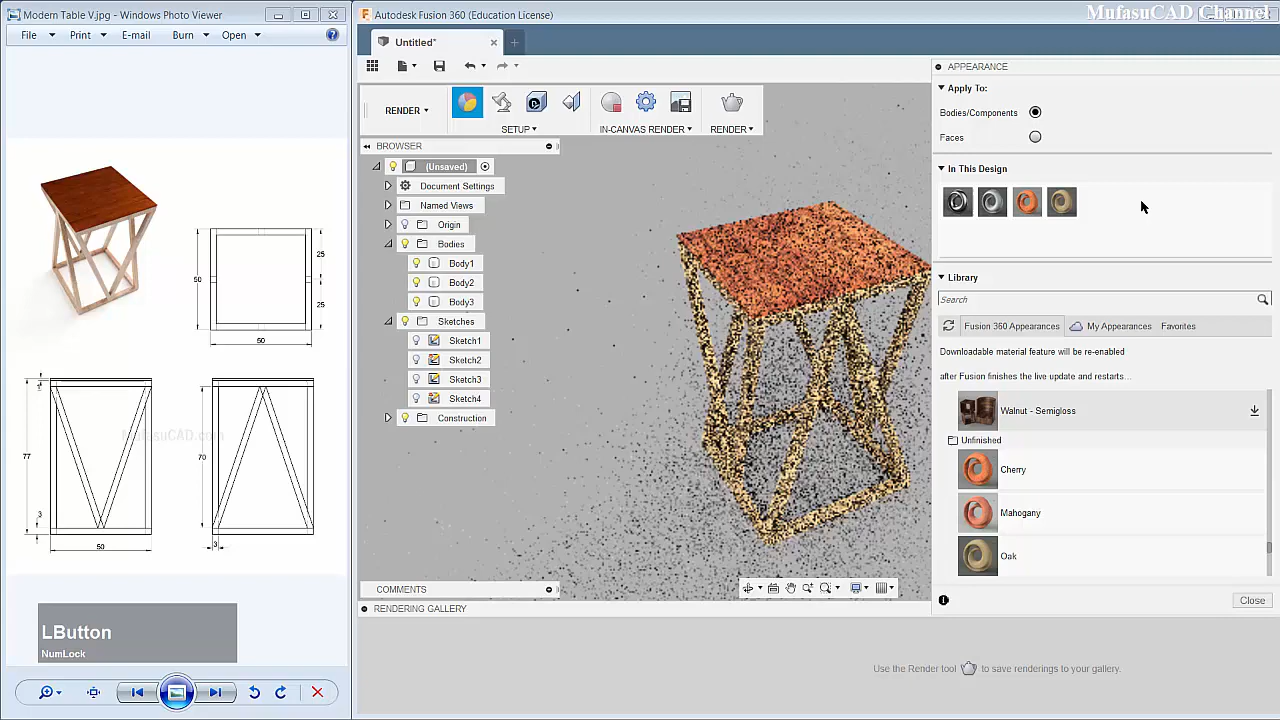 Modern Table V.jpg - Windows Photo Viewer
File Print E-mail Burn Open
50
25
25
50
77
3
50
70
3
MufasuCAD.com
LButton
NumLock
Autodesk Fusion 360 (Education License)
MufasuCAD Channel
Untitled*
RENDER
SETUP
IN-CANVAS RENDER
RENDER
BROWSER
(Unsaved)
Document Settings
Named Views
Origin
Bodies
Body1
Body2
Body3
Sketches
Sketch1
Sketch2
Sketch3
Sketch4
Construction
COMMENTS
RENDERING GALLERY
Use the Render tool to save renderings to your gallery.
APPEARANCE
Apply To:
Bodies/Components
Faces
In This Design
Library
Search
Fusion 360 Appearances My Appearances Favorites
Downloadable material feature will be re-enabled
after Fusion finishes the live update and restarts...
Walnut - Semigloss
Unfinished
Cherry
Mahogany
Oak
Close